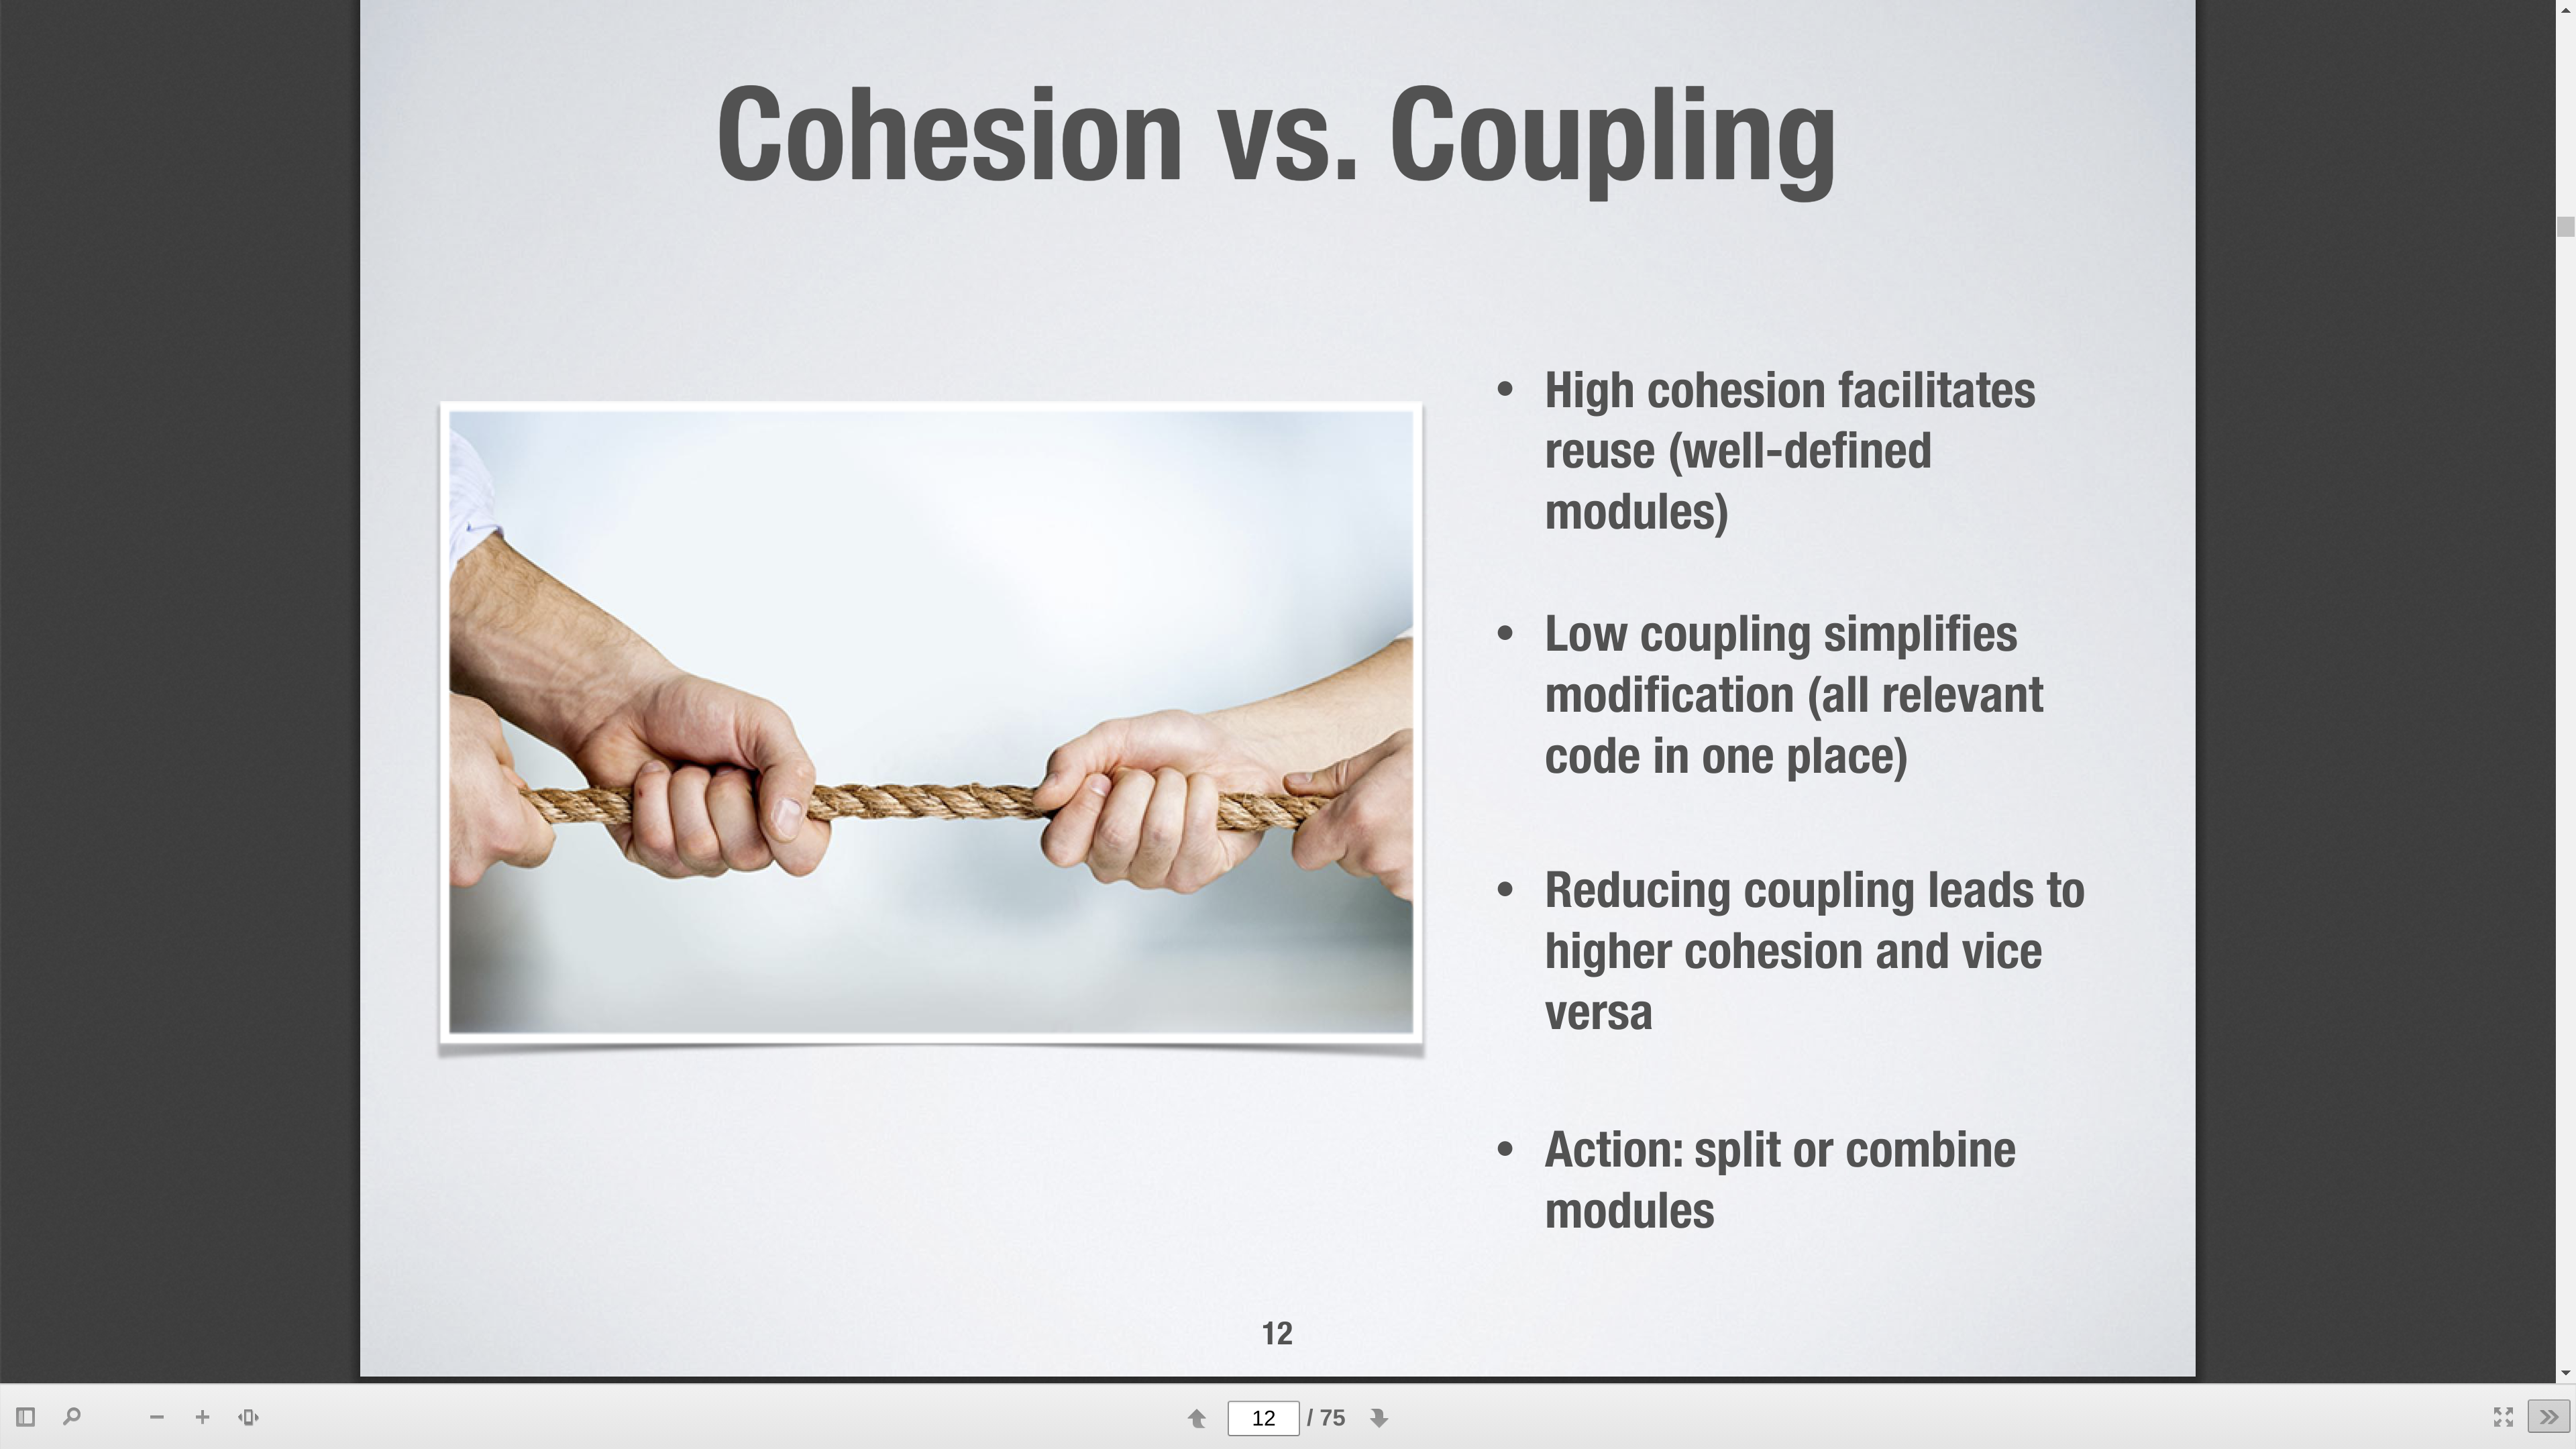 Cohesion vs. Coupling
• High cohesion facilitates
reuse (well-defined
modules)
• Low coupling simplifies
modification (all relevant
code in one place)
• Reducing coupling leads to
higher cohesion and vice
versa
• Action: split or combine
modules
12
12 / 75